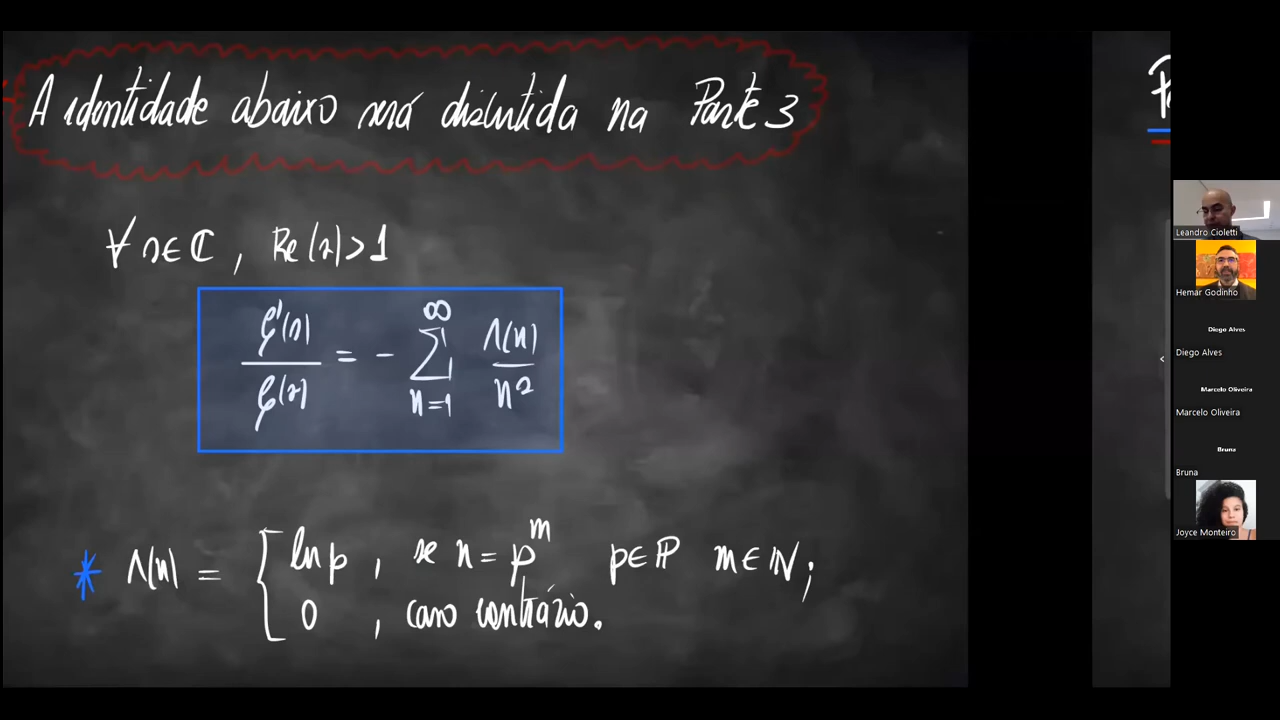 A identidade abaixo será discutida na Parte 3
∀ s ∈ ℂ, Re(s) > 1
ζ'(s)/ζ(s) = - ∑_{n=1}^{∞} Λ(n)/n^s
* Λ(n) = { ln p, se n = p^m p ∈ ℙ m ∈ ℕ;
0, caso contrário.
Leandro Cioletti
Hemar Godinho
Diego Alves
Diego Alves
Marcelo Oliveira
Marcelo Oliveira
Bruna
Bruna
Joyce Monteiro